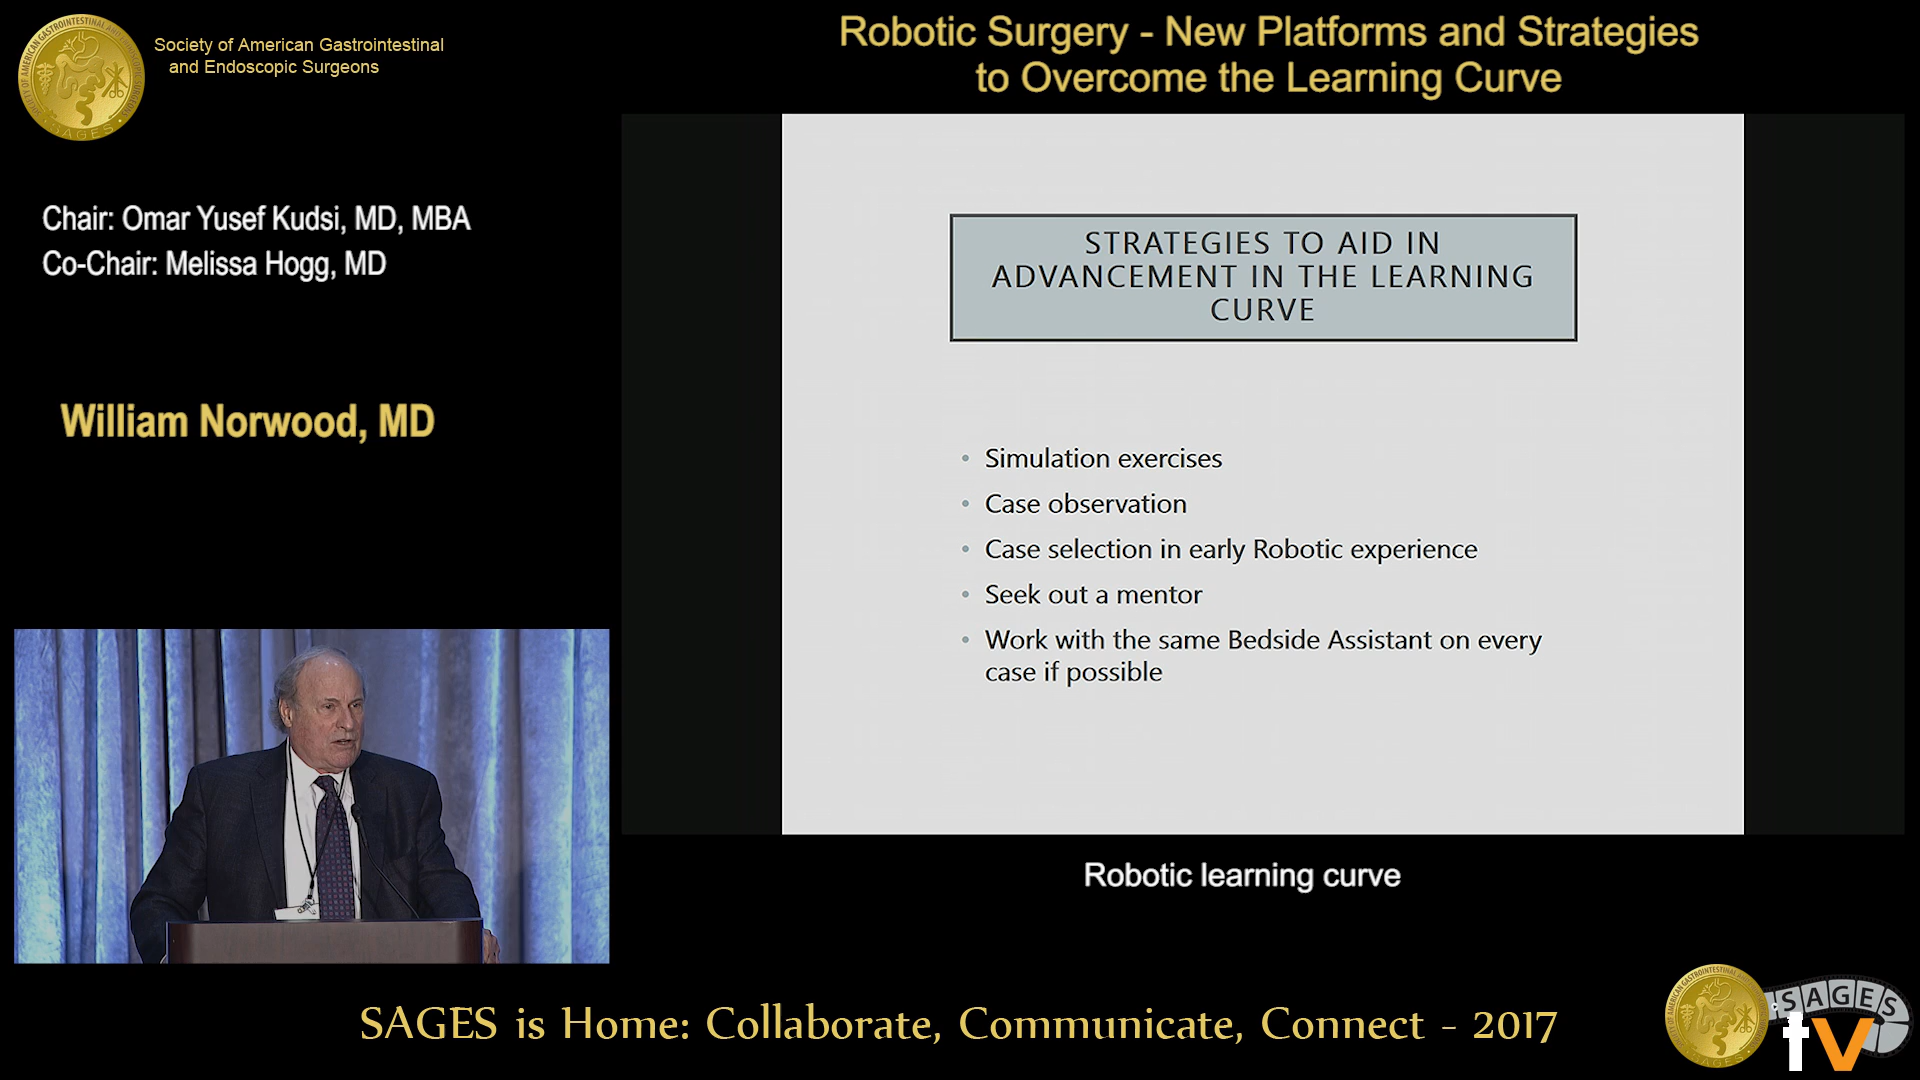 Society of American Gastrointestinal
and Endoscopic Surgeons
Robotic Surgery - New Platforms and Strategies
to Overcome the Learning Curve
Chair: Omar Yusef Kudsi, MD, MBA
Co-Chair: Melissa Hogg, MD
William Norwood, MD
STRATEGIES TO AID IN
ADVANCEMENT IN THE LEARNING
CURVE
• Simulation exercises
• Case observation
• Case selection in early Robotic experience
• Seek out a mentor
• Work with the same Bedside Assistant on every
case if possible
Robotic learning curve
SAGES is Home: Collaborate, Communicate, Connect - 2017
SAGES
tv